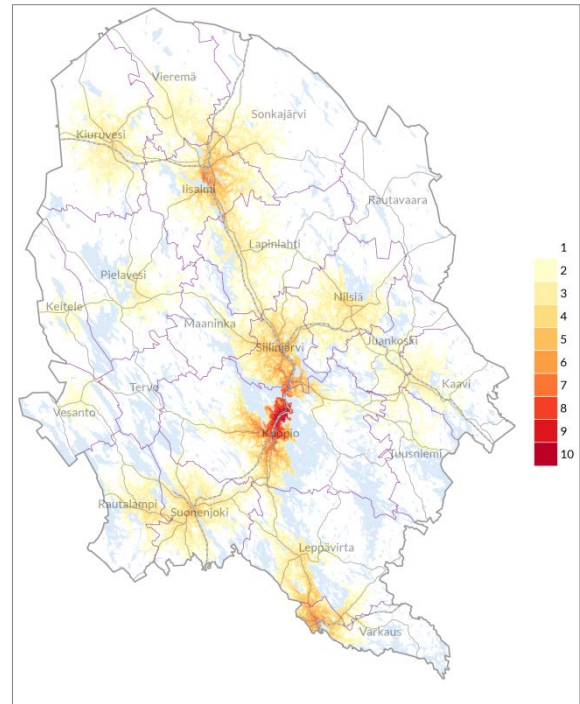 Vieremä
Sonkajärvi
Kiuruvesi
Iisalmi
Rautavaara
Lapinlahti
Pielavesi
Nilsiä
Keitele
Maaninka
Siilinjärvi
Juankoski
Kaavi
Tervo
Vesanto
Kuopio
Tuusniemi
Rautalampi
Suonenjoki
Leppävirta
Varkaus
1
2
3
4
5
6
7
8
9
10